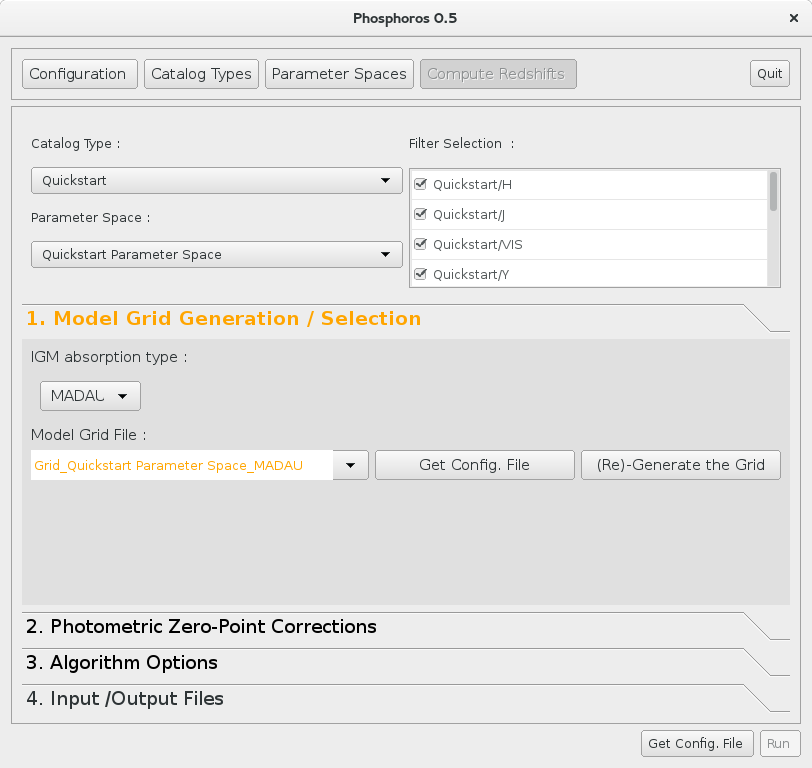 Phosphoros 0.5
Configuration Catalog Types Parameter Spaces Compute Redshifts Quit
Catalog Type :
Quickstart
Parameter Space :
Quickstart Parameter Space
Filter Selection :
Quickstart/H
Quickstart/J
Quickstart/VIS
Quickstart/Y
1. Model Grid Generation / Selection
IGM absorption type :
MADAU
Model Grid File :
Grid_Quickstart Parameter Space_MADAU Get Config. File (Re)-Generate the Grid
2. Photometric Zero-Point Corrections
3. Algorithm Options
4. Input /Output Files
Get Config. File Run